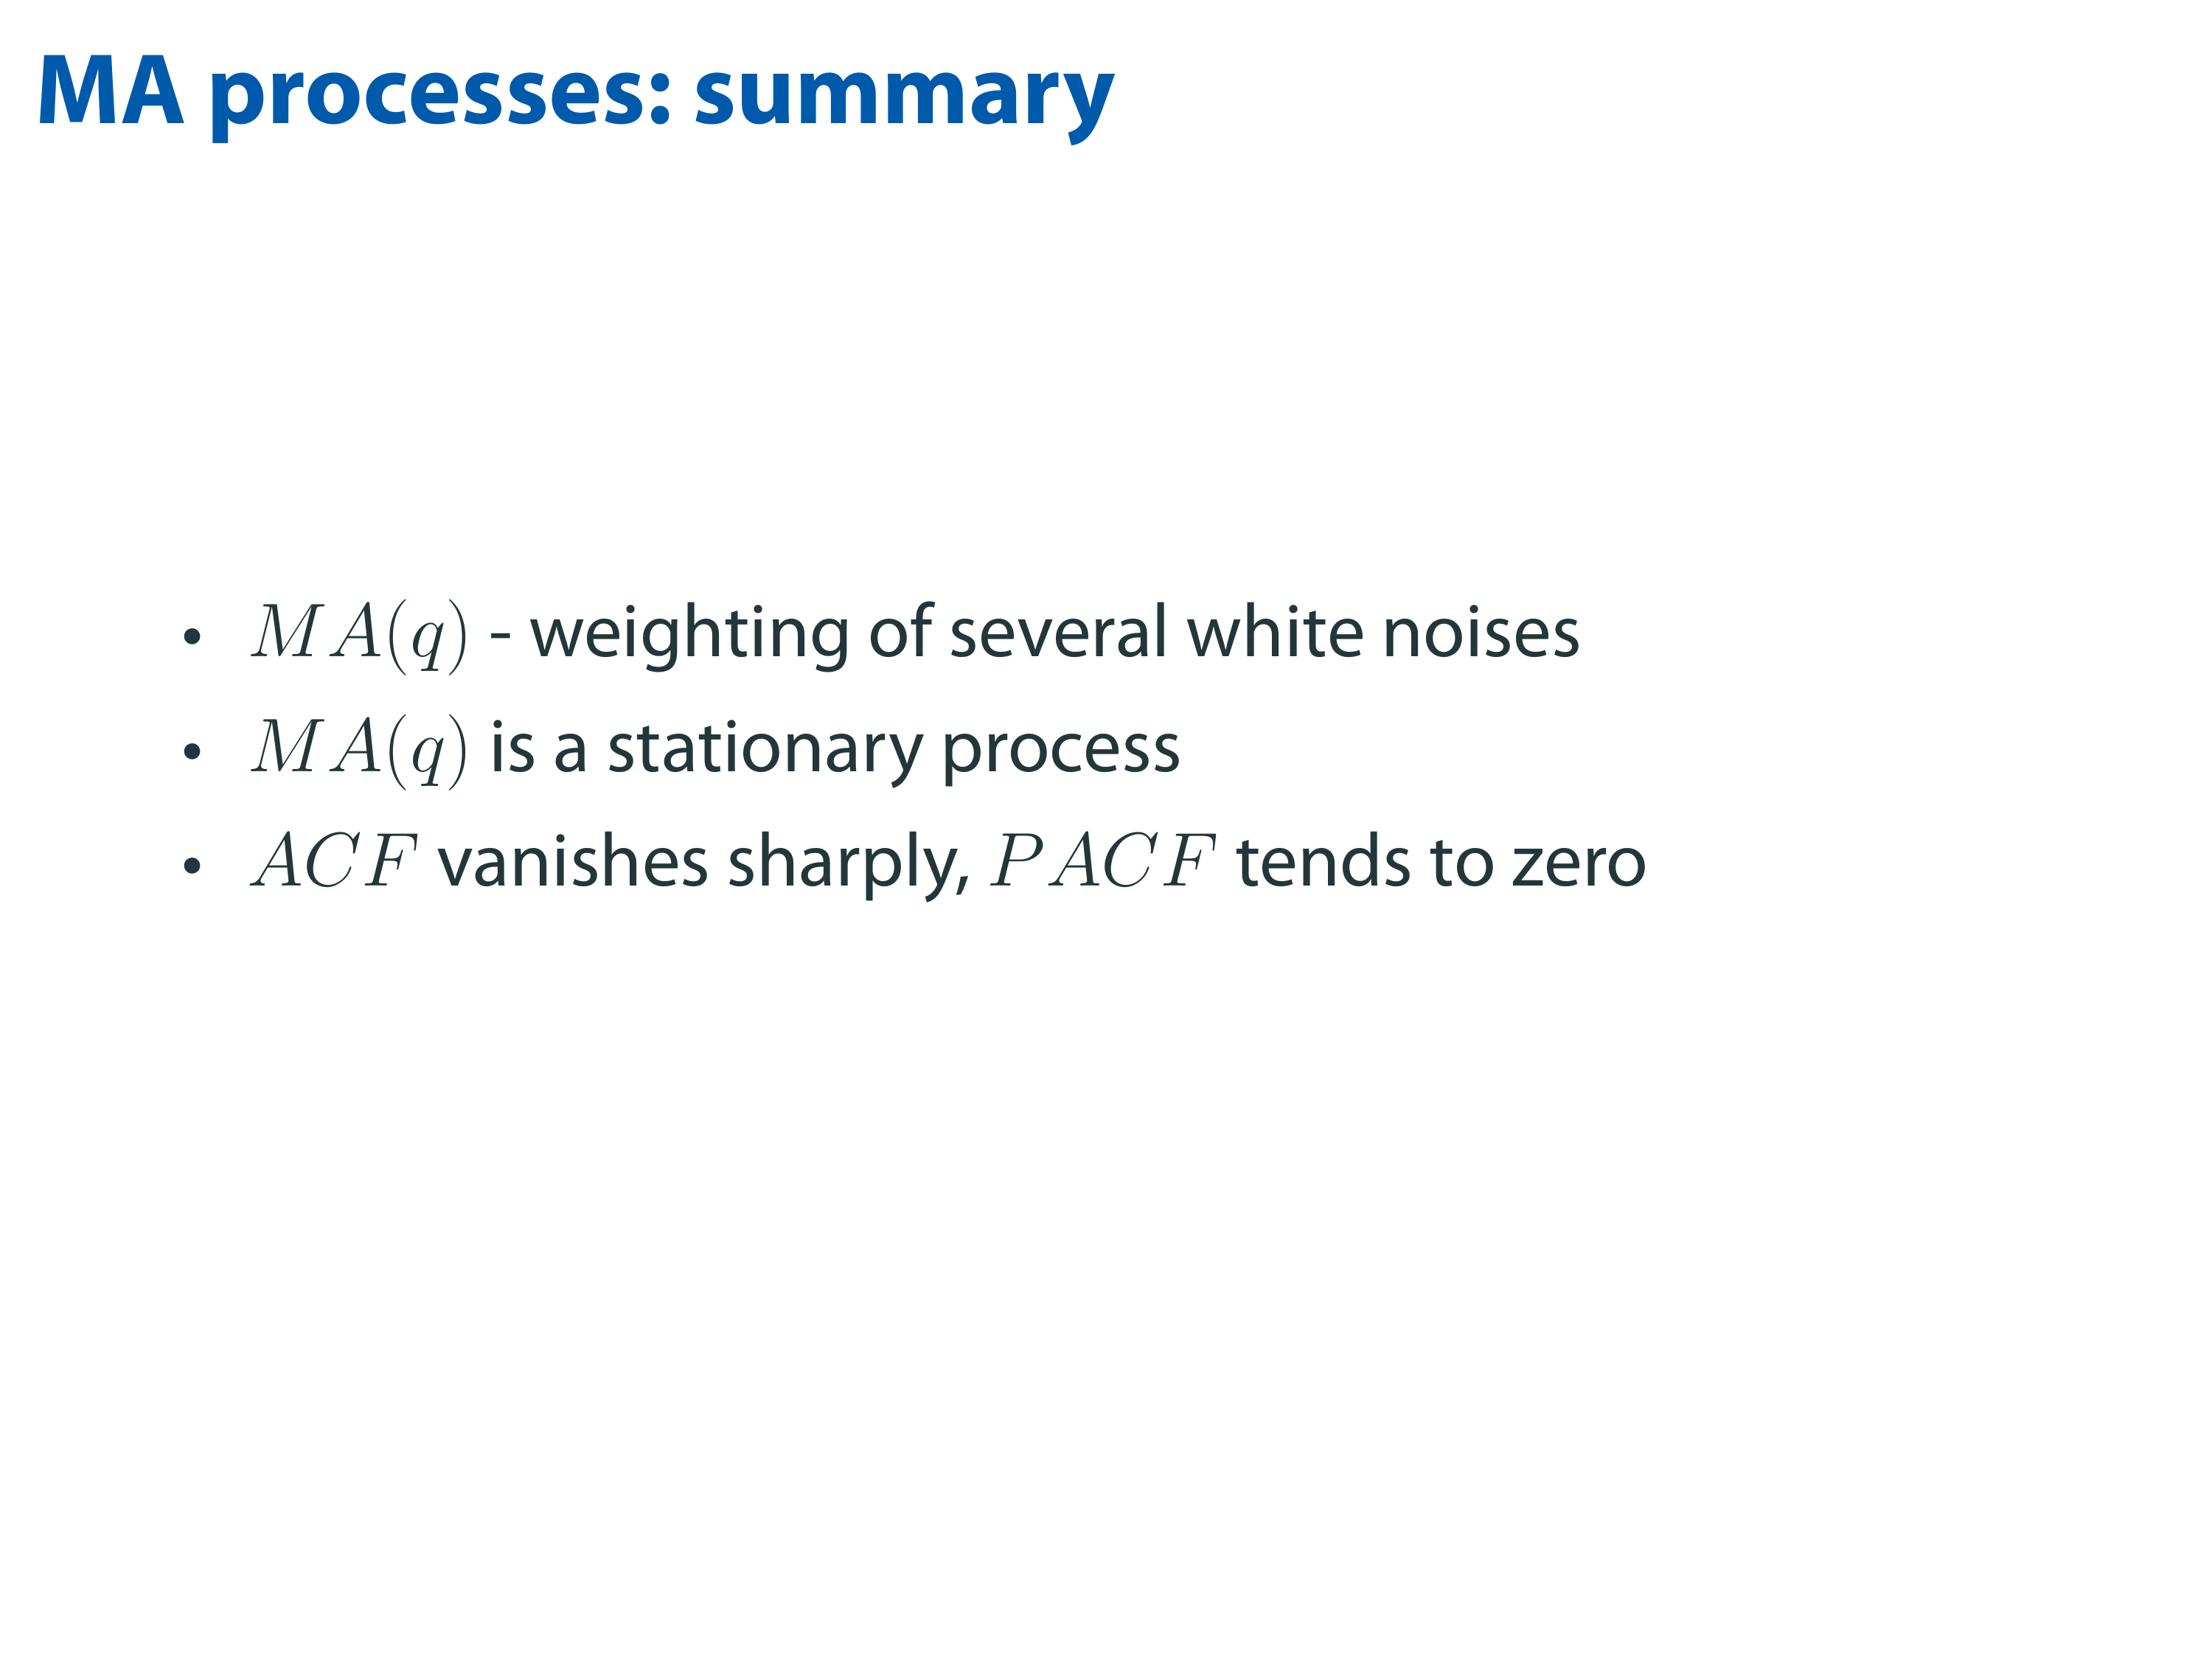 MA processes: summary
• MA(q) - weighting of several white noises
• MA(q) is a stationary process
• ACF vanishes sharply, PACF tends to zero